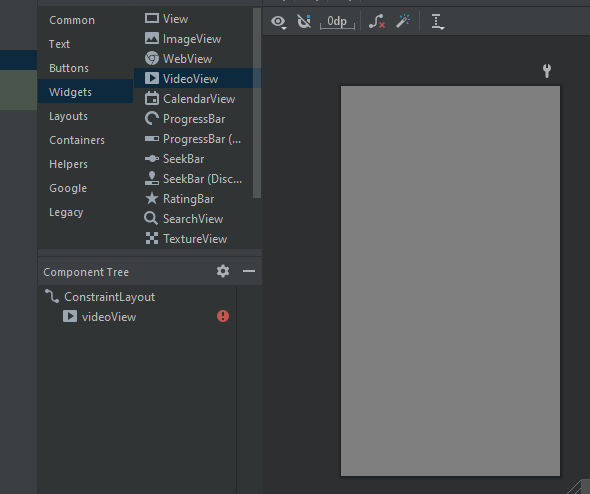 Common
Text
Buttons
Widgets
Layouts
Containers
Helpers
Google
Legacy
View
ImageView
WebView
VideoView
CalendarView
ProgressBar
ProgressBar (...
SeekBar
SeekBar (Disc...
RatingBar
SearchView
TextureView
0dp
Component Tree
ConstraintLayout
videoView